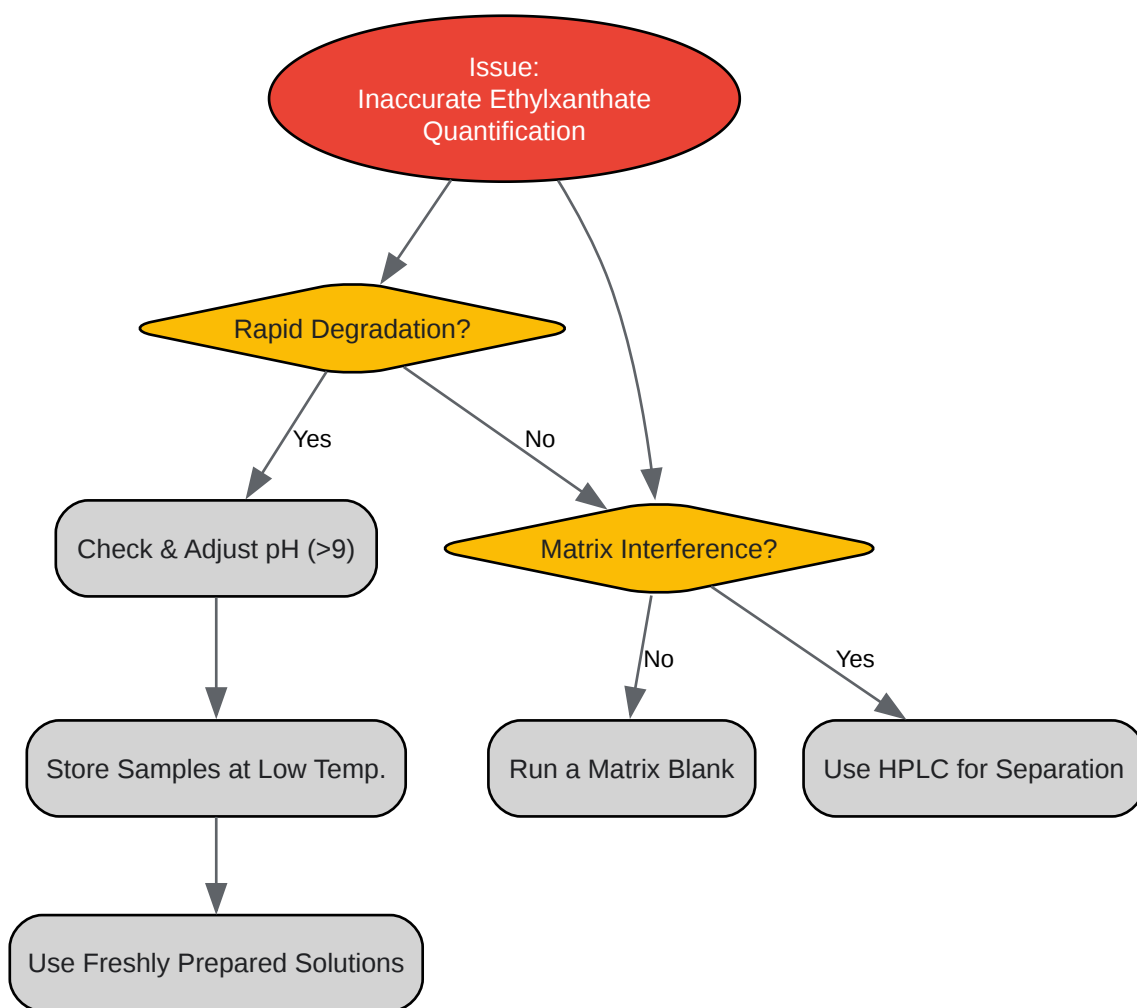 Issue:
Inaccurate Ethylxanthate
Quantification
Rapid Degradation?
Yes
No
Check & Adjust pH (>9)
Matrix Interference?
No
Yes
Store Samples at Low Temp.
Run a Matrix Blank
Use HPLC for Separation
Use Freshly Prepared Solutions